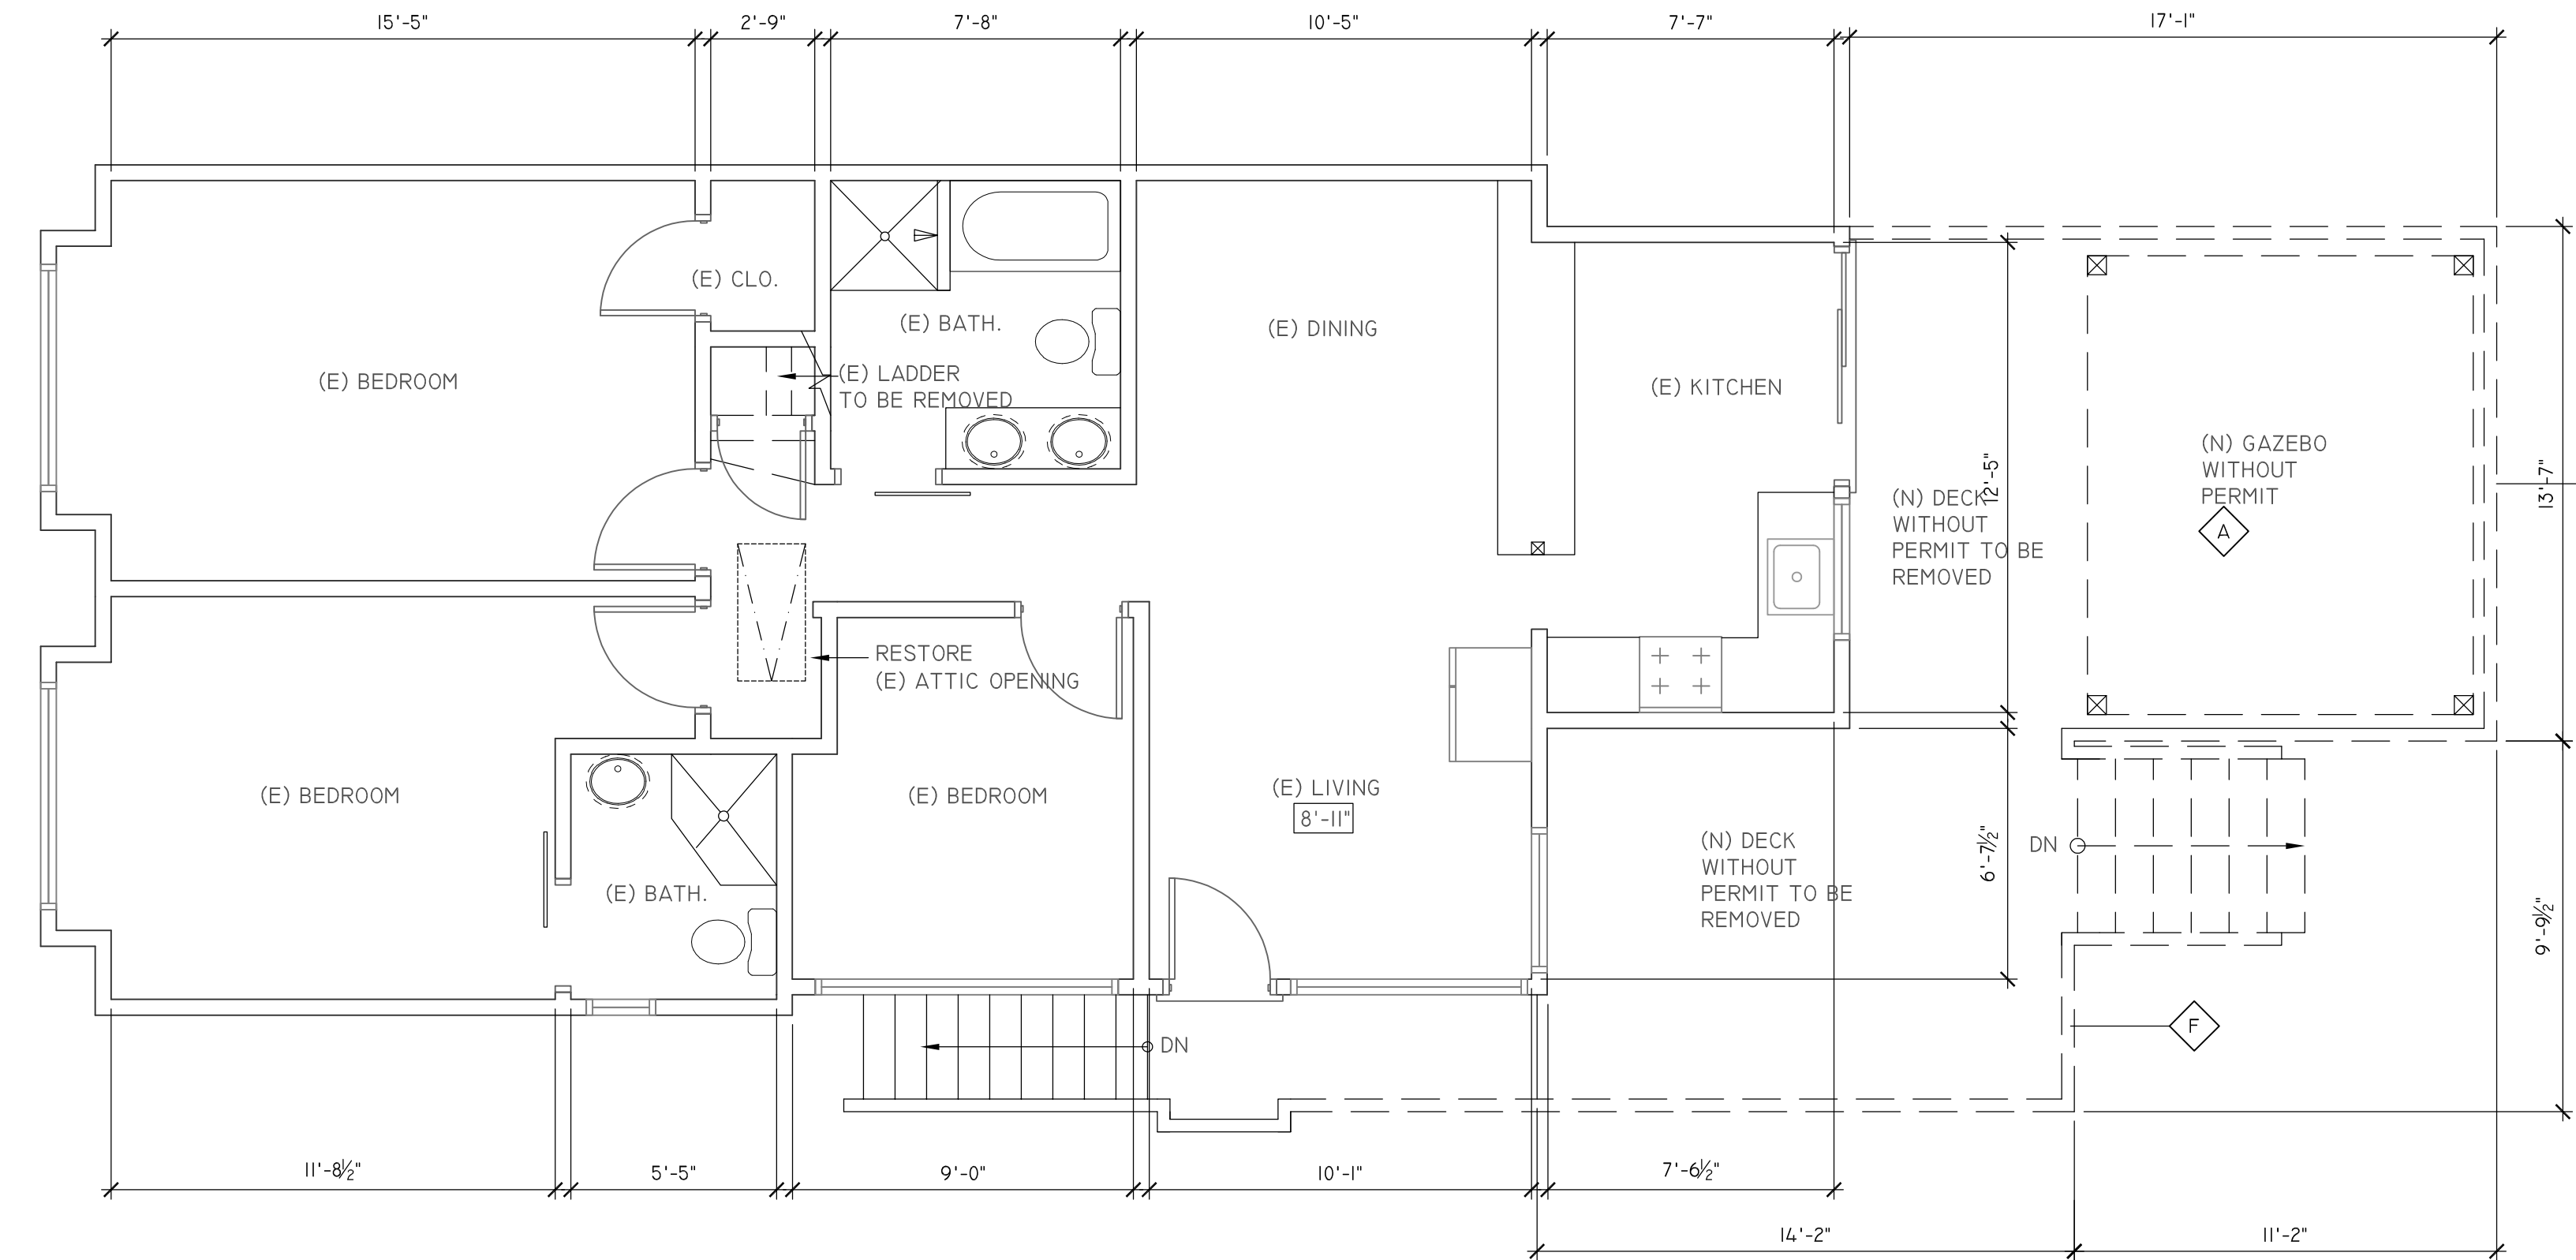 15'-5"
2'-9"
7'-8"
10'-5"
7'-7"
17'-1"
(E) CLO.
(E) BATH.
(E) DINING
(E) BEDROOM
(E) LADDER
TO BE REMOVED
(E) KITCHEN
(N) GAZEBO
WITHOUT
PERMIT
A
12'-5"
13'-7"
(N) DECK
WITHOUT
PERMIT TO BE
REMOVED
RESTORE
(E) ATTIC OPENING
(E) BEDROOM
(E) BATH.
(E) BEDROOM
(E) LIVING
8'-11"
(N) DECK
WITHOUT
PERMIT TO BE
REMOVED
6'-7½"
DN
9'-9½"
F
DN
11'-8½"
5'-5"
9'-0"
10'-1"
7'-6½"
14'-2"
11'-2"